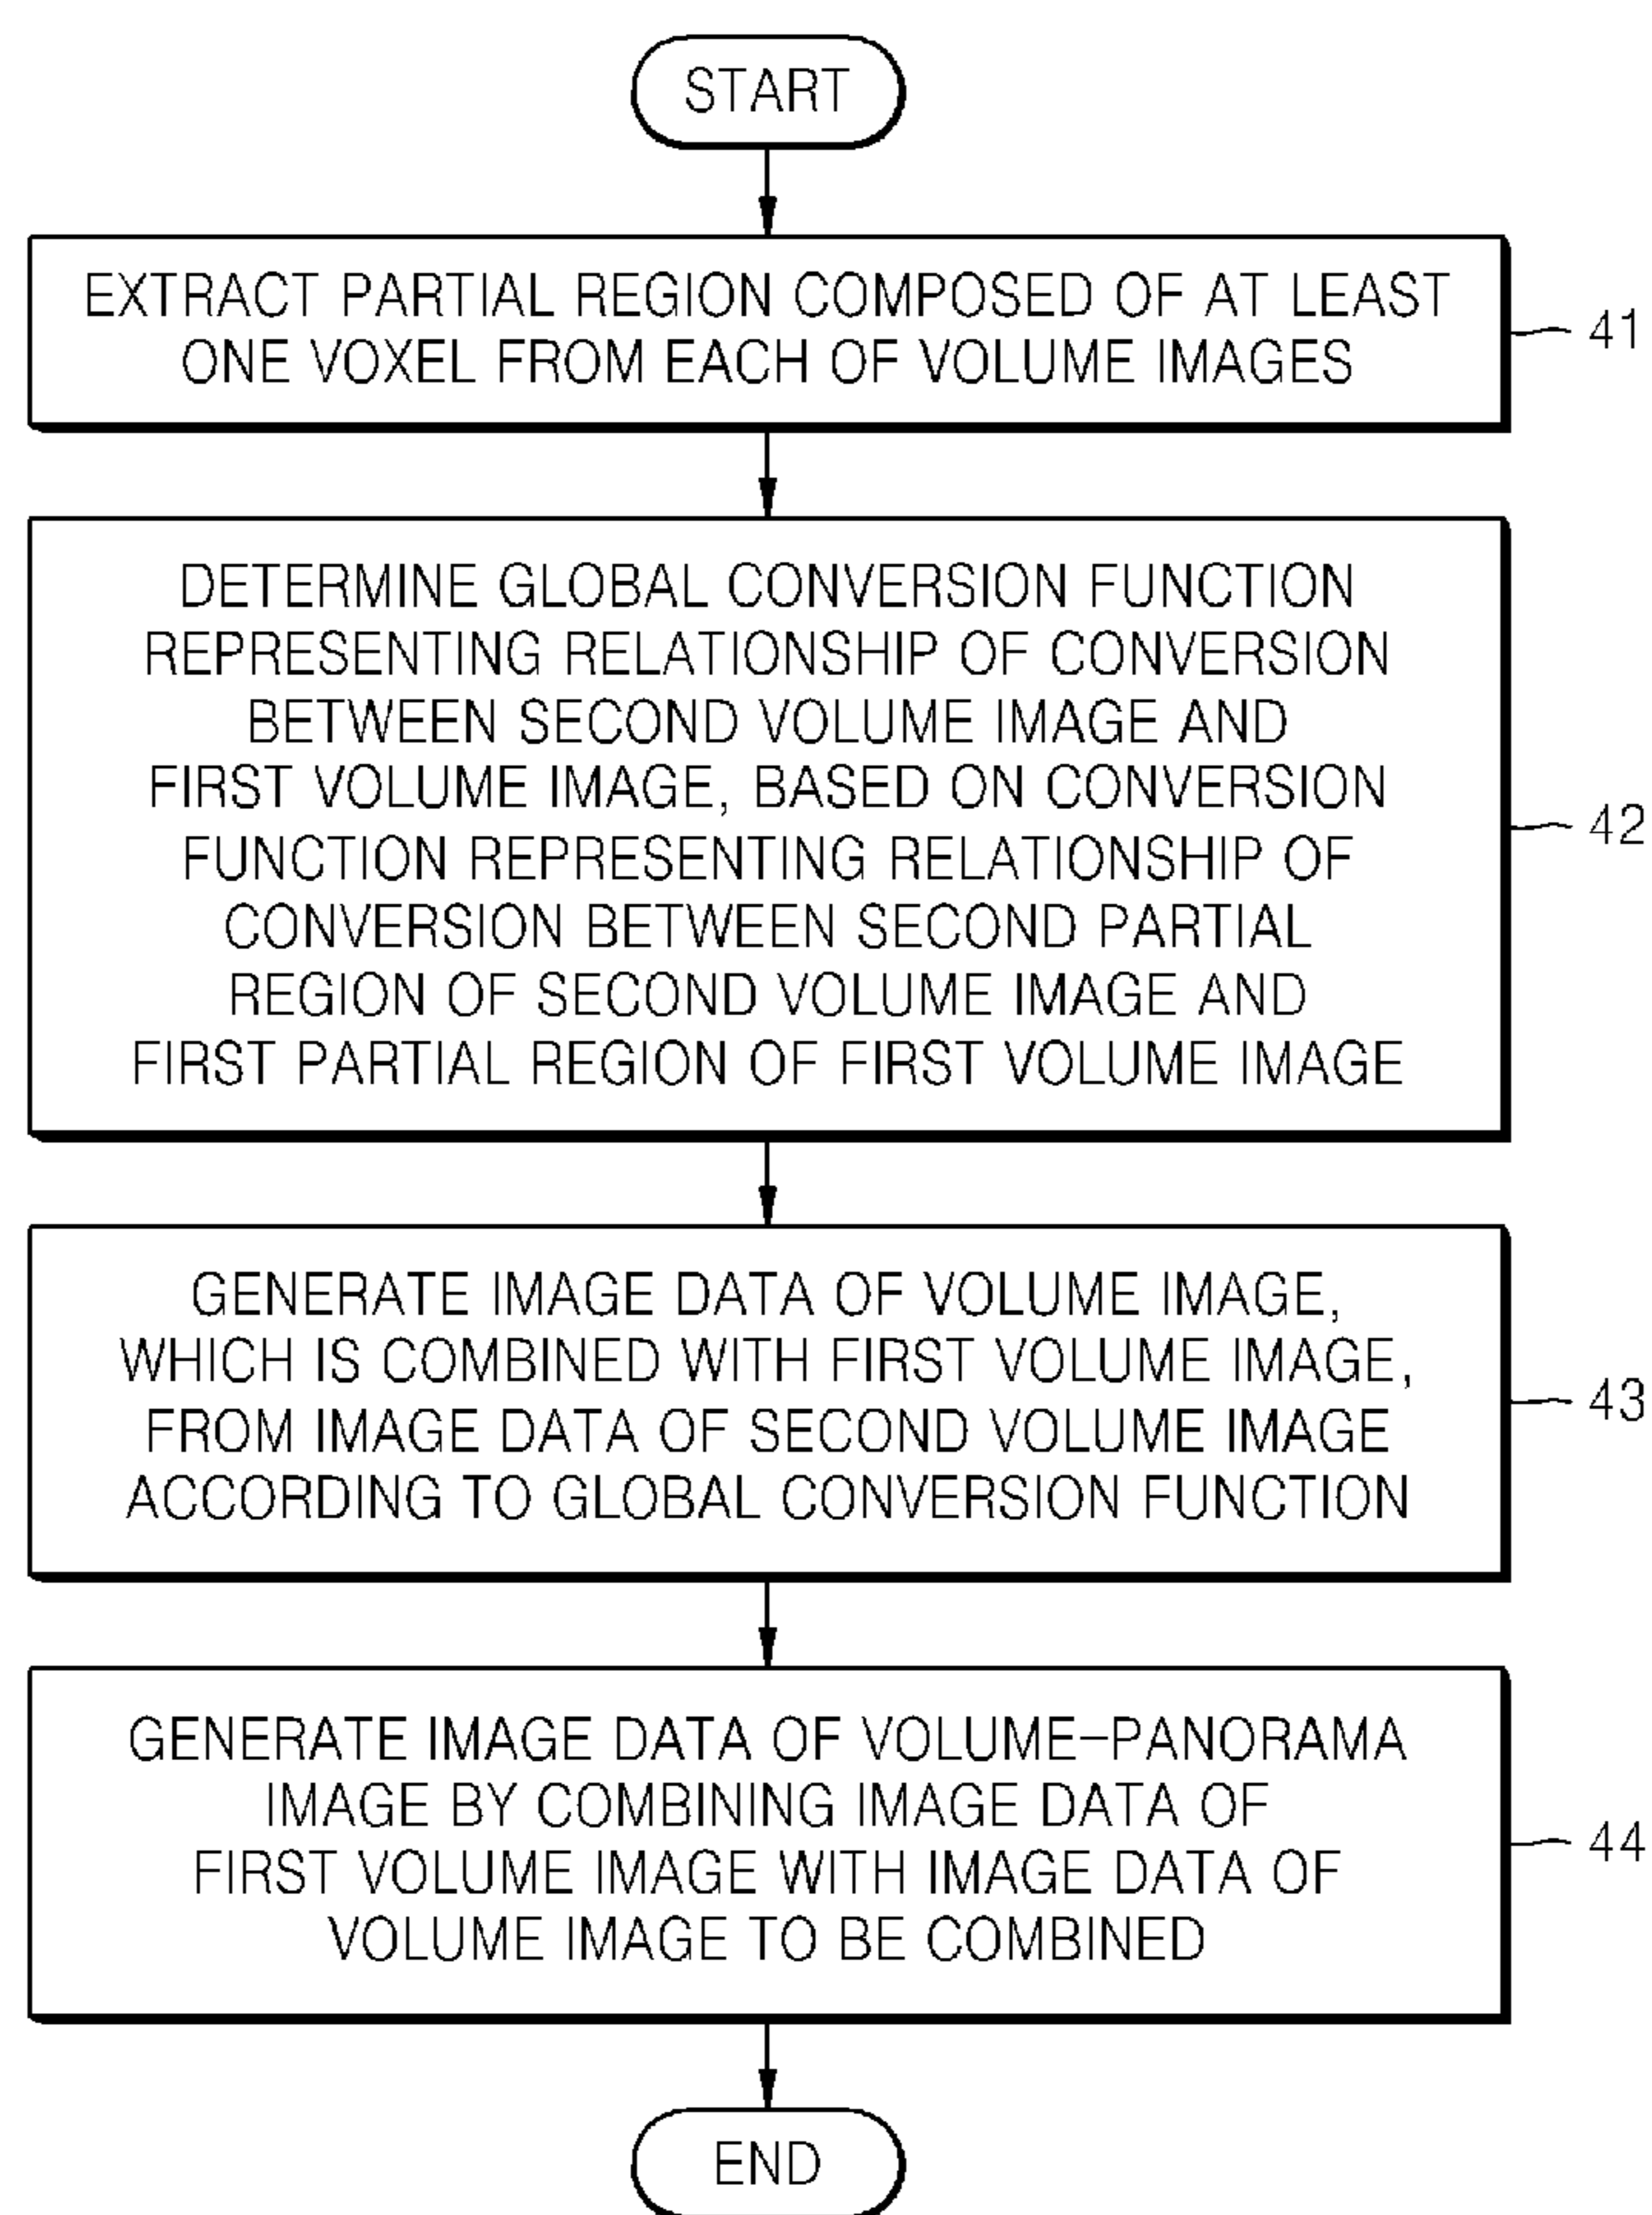 START
EXTRACT PARTIAL REGION COMPOSED OF AT LEAST
ONE VOXEL FROM EACH OF VOLUME IMAGES
41
DETERMINE GLOBAL CONVERSION FUNCTION
REPRESENTING RELATIONSHIP OF CONVERSION
BETWEEN SECOND VOLUME IMAGE AND
FIRST VOLUME IMAGE, BASED ON CONVERSION
FUNCTION REPRESENTING RELATIONSHIP OF
CONVERSION BETWEEN SECOND PARTIAL
REGION OF SECOND VOLUME IMAGE AND
FIRST PARTIAL REGION OF FIRST VOLUME IMAGE
42
GENERATE IMAGE DATA OF VOLUME IMAGE,
WHICH IS COMBINED WITH FIRST VOLUME IMAGE,
FROM IMAGE DATA OF SECOND VOLUME IMAGE
ACCORDING TO GLOBAL CONVERSION FUNCTION
43
GENERATE IMAGE DATA OF VOLUME-PANORAMA
IMAGE BY COMBINING IMAGE DATA OF
FIRST VOLUME IMAGE WITH IMAGE DATA OF
VOLUME IMAGE TO BE COMBINED
44
END